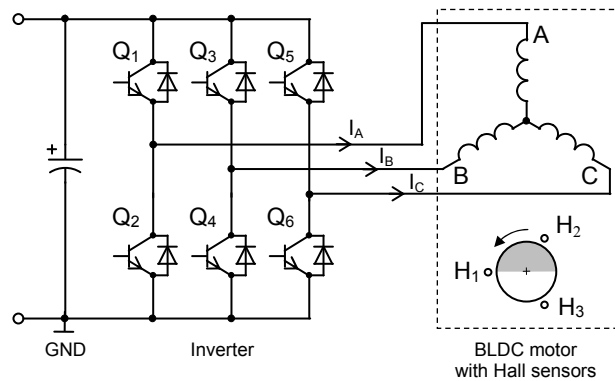 A
Q1
Q3
Q5
IA
+
IB
B
C
IC
Q2
Q4
Q6
H2
H1
+
H3
GND
Inverter
BLDC motor
with Hall sensors